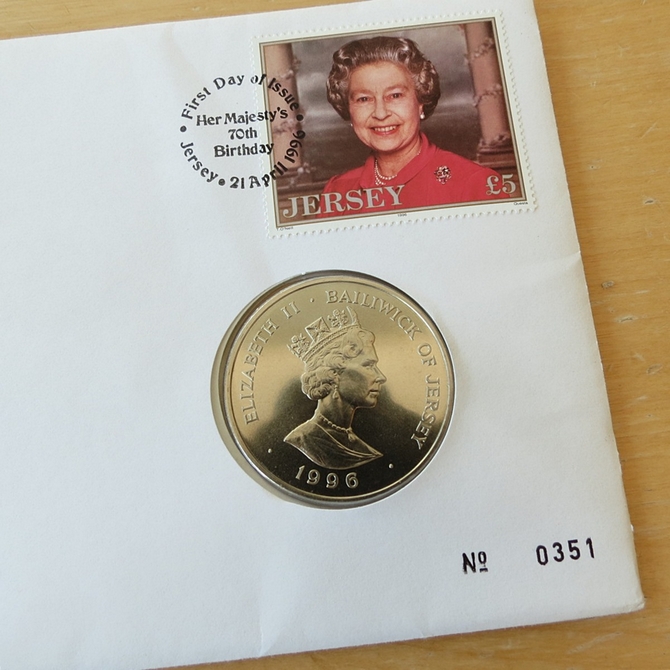 First Day of Issue
Her Majesty's
70th
Birthday
Jersey • 21 April 1996
JERSEY £5
ELIZABETH II · BAILIWICK OF JERSEY
· 1996 ·
Nº 0351